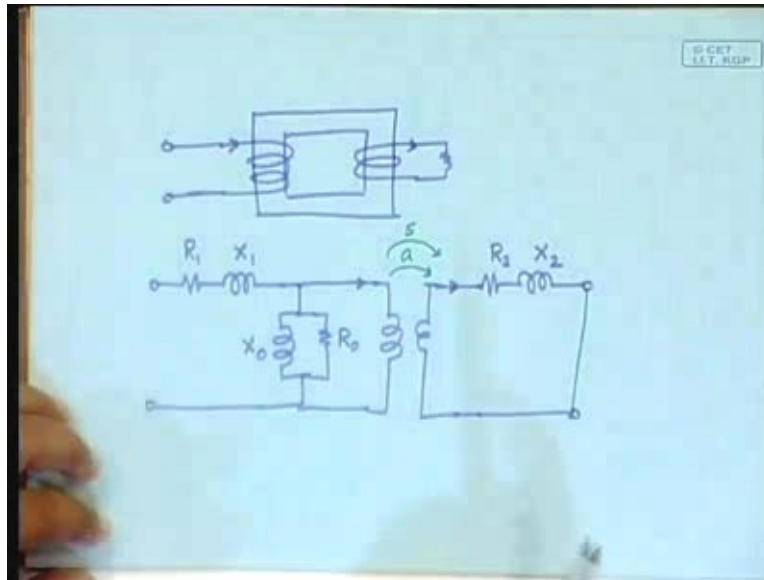 © CET
I.I.T. KGP
s
a
R₁ X₁
R₂ X₂
X₀ R₀